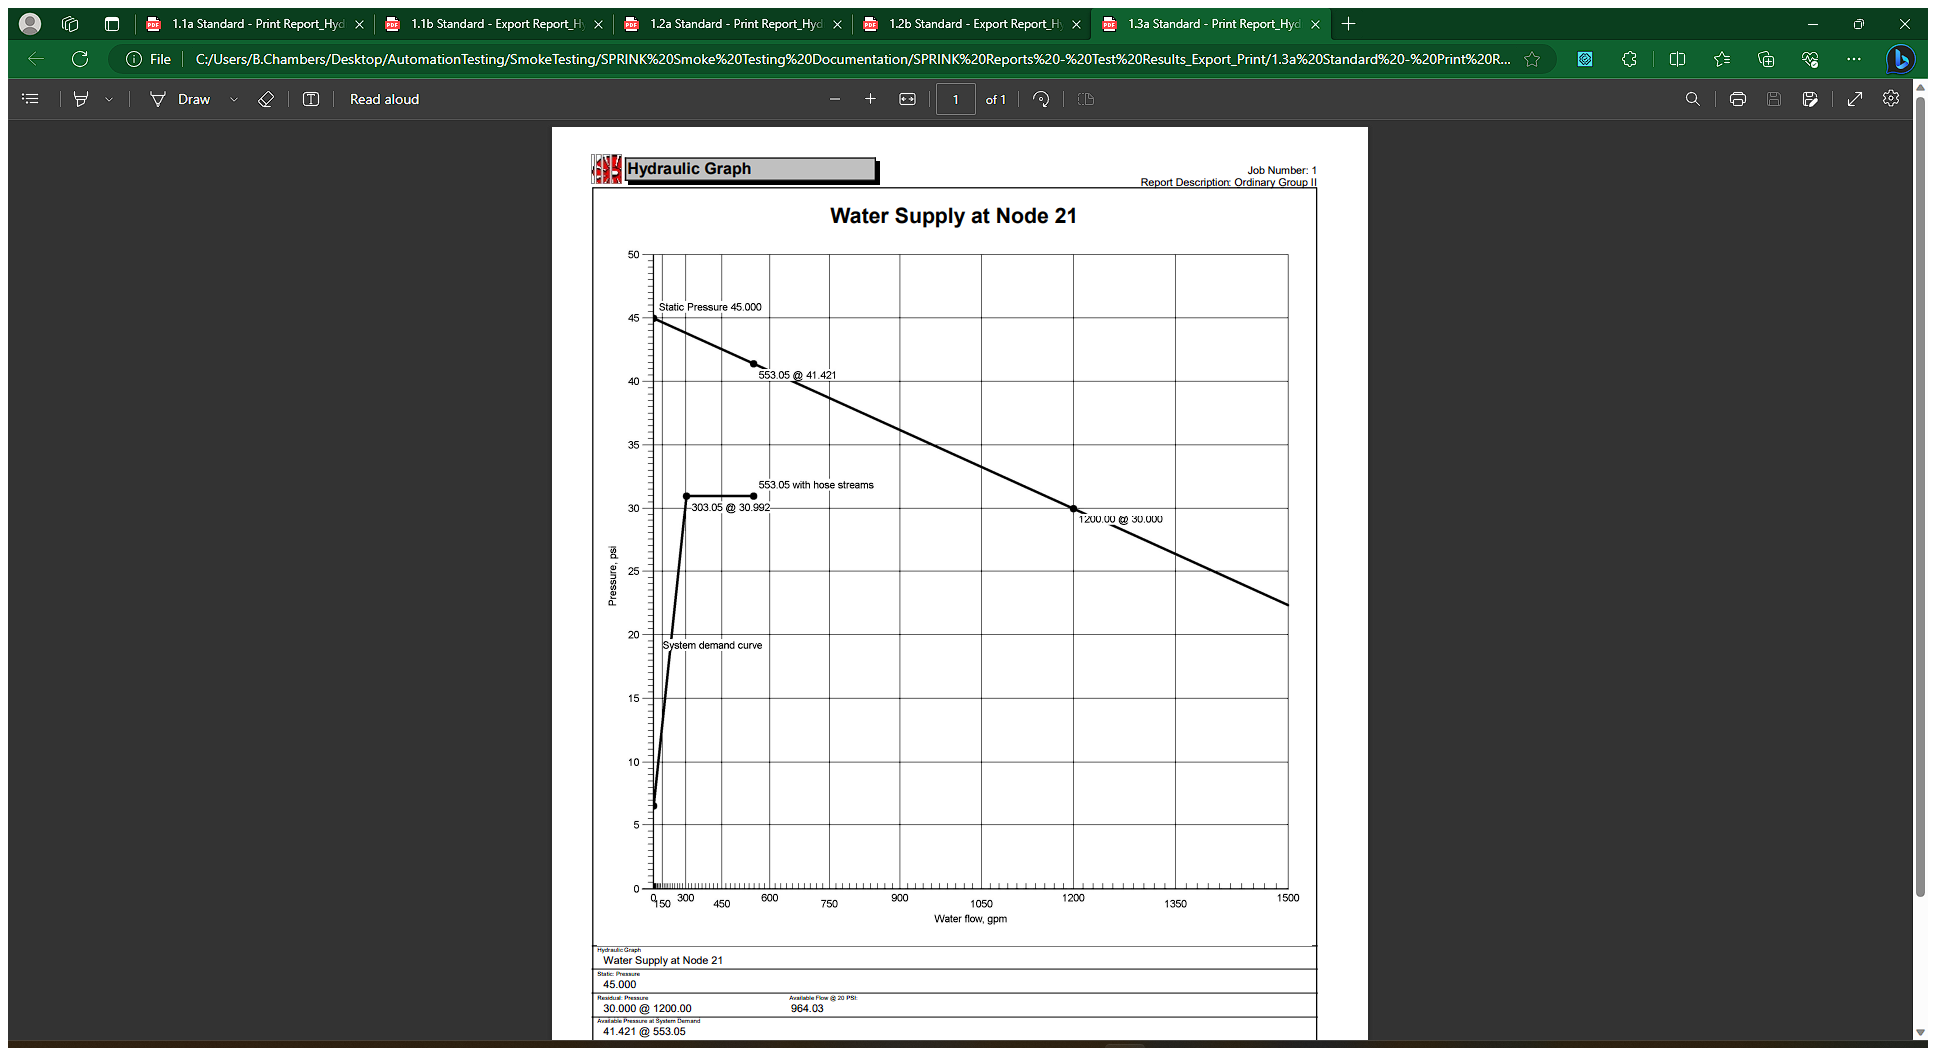 1.1a Standard - Print Report_Hyd
1.1b Standard - Export Report_H
1.2a Standard - Print Report_Hyd
1.2b Standard - Export Report_H
1.3a Standard - Print Report_Hyd
File
C:/Users/B.Chambers/Desktop/AutomationTesting/SmokeTesting/SPRINK%20Smoke%20Testing%20Documentation/SPRINK%20Reports%20-%20Test%20Results_Export_Print/1.3a%20Standard%20-%20Print%20R...
Draw
Read aloud
1 of 1
Hydraulic Graph
Job Number: 1
Report Description: Ordinary Group II
Water Supply at Node 21
50
Static Pressure 45.000
45
553.05 @ 41.421
40
35
553.05 with hose streams
303.05 @ 30.992
30
1200.00 @ 30.000
Pressure, psi
25
20
System demand curve
15
10
5
0
0 150 300 450 600 750 900 1050 1200 1350 1500
Water flow, gpm
Hydraulic Graph
Water Supply at Node 21
Static: Pressure
45.000
Residual: Pressure
30.000 @ 1200.00
Available Flow @ 20 PSI:
964.03
Available Pressure at System Demand
41.421 @ 553.05